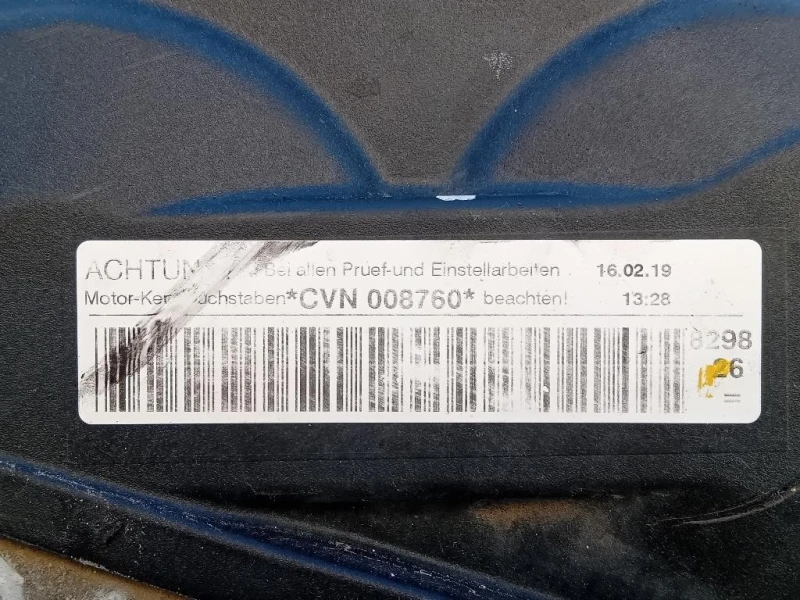 ACHTUN Bei allen Pruef-und Einstellarbeiten 16.02.19
Motor-Ken uchstaben *CVN 008760* beachten! 13:28
8298
26